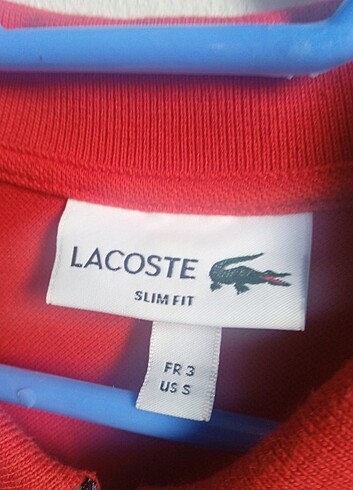 LACOSTE
SLIM FIT
FR 3
US S